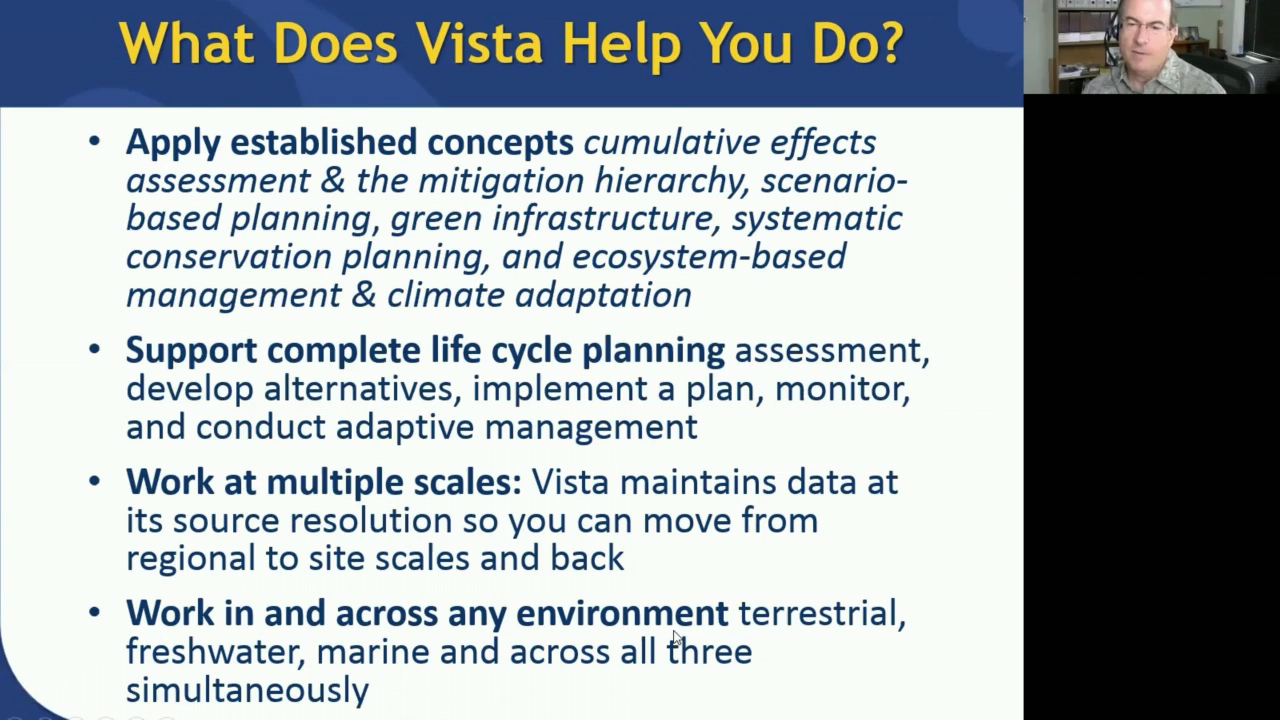 What Does Vista Help You Do?
• Apply established concepts cumulative effects
assessment & the mitigation hierarchy, scenario-
based planning, green infrastructure, systematic
conservation planning, and ecosystem-based
management & climate adaptation
• Support complete life cycle planning assessment,
develop alternatives, implement a plan, monitor,
and conduct adaptive management
• Work at multiple scales: Vista maintains data at
its source resolution so you can move from
regional to site scales and back
• Work in and across any environment terrestrial,
freshwater, marine and across all three
simultaneously